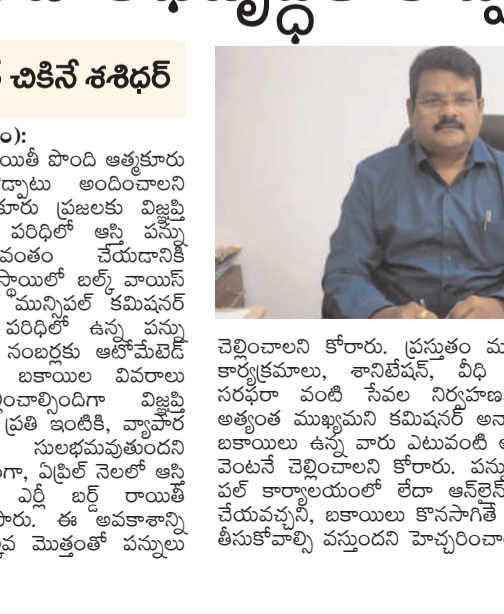 చికినే శశిధర్
ం):
యితీ పొంది ఆత్మకూరు
డ్పాటు అందించాలని
కూరు ప్రజలకు విజ్ఞప్తి
పరిధిలో ఆస్తి పన్ను
వంతం చేయడానికి
స్థాయిలో బల్క్ వాయిస్
మున్సిపల్ కమిషనర్
పరిధిలో ఉన్న పన్ను
నంబర్లకు ఆటోమేటెడ్
బకాయిల వివరాలు
ల్లించాల్సిందిగా విజ్ఞప్తి
ప్రతి ఇంటికి, వ్యాపార
సులభమవుతుందని
ంగా, ఏప్రిల్ నెలలో ఆస్తి
ఎర్లీ బర్డ్ రాయితీ
పారు. ఈ అవకాశాన్ని
్కువ మొత్తంతో పన్నులు
చెల్లించాలని కోరారు. ప్రస్తుతం ము
కార్యక్రమాలు, శానిటేషన్, వీధి
సరఫరా వంటి సేవల నిర్వహణ
అత్యంత ముఖ్యమని కమిషనర్ అన్నా
బకాయిలు ఉన్న వారు ఎటువంటి ఆ
వెంటనే చెల్లించాలని కోరారు. పన్ను
పల్ కార్యాలయంలో లేదా ఆన్‌లైన్
చేయవచ్చని, బకాయిలు కొనసాగితే
తీసుకోవాల్సి వస్తుందని హెచ్చరించా